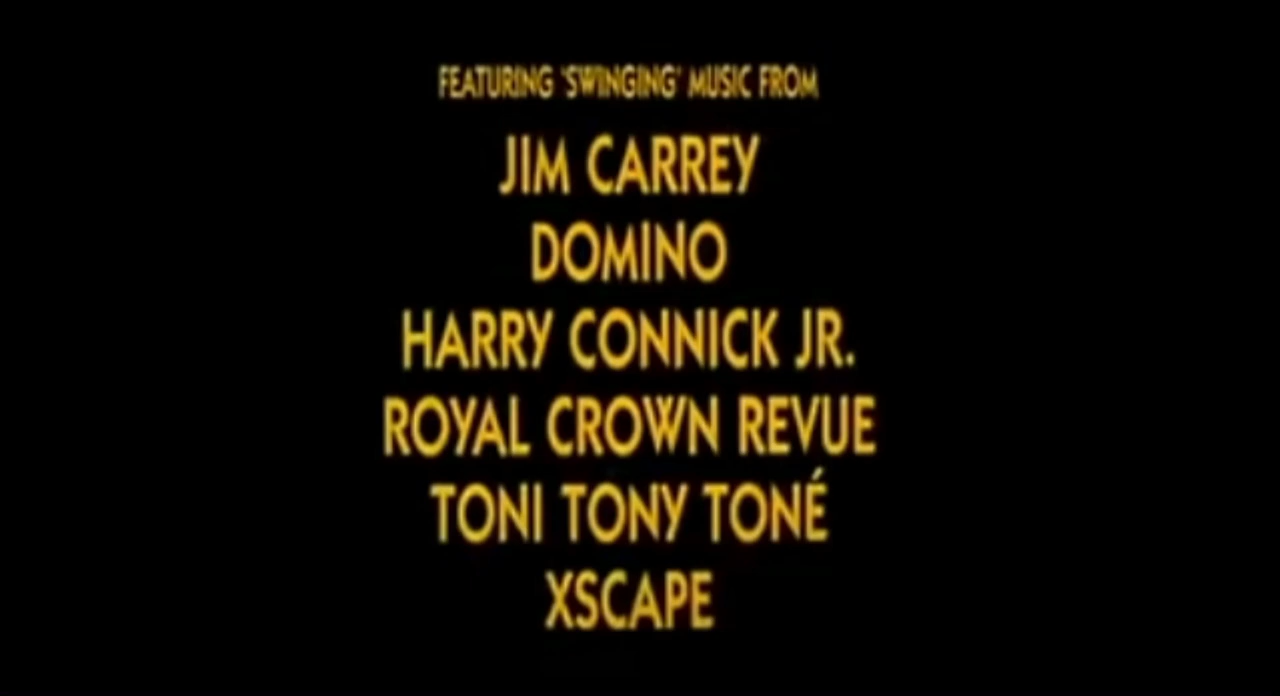 FEATURING 'SWINGING' MUSIC FROM
JIM CARREY
DOMINO
HARRY CONNICK JR.
ROYAL CROWN REVUE
TONI TONY TONÉ
XSCAPE